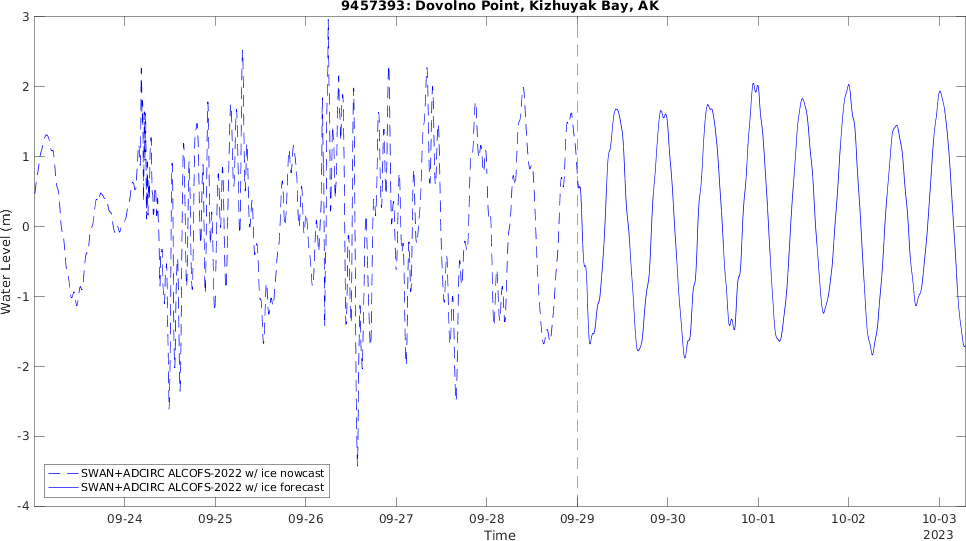 9457393: Dovolno Point, Kizhuyak Bay, AK
Water Level (m)
3
2
1
0
-1
-2
-3
-4
SWAN+ADCIRC ALCOFS-2022 w/ ice nowcast
SWAN+ADCIRC ALCOFS-2022 w/ ice forecast
09-24 09-25 09-26 09-27 09-28 09-29 09-30 10-01 10-02 10-03
2023
Time